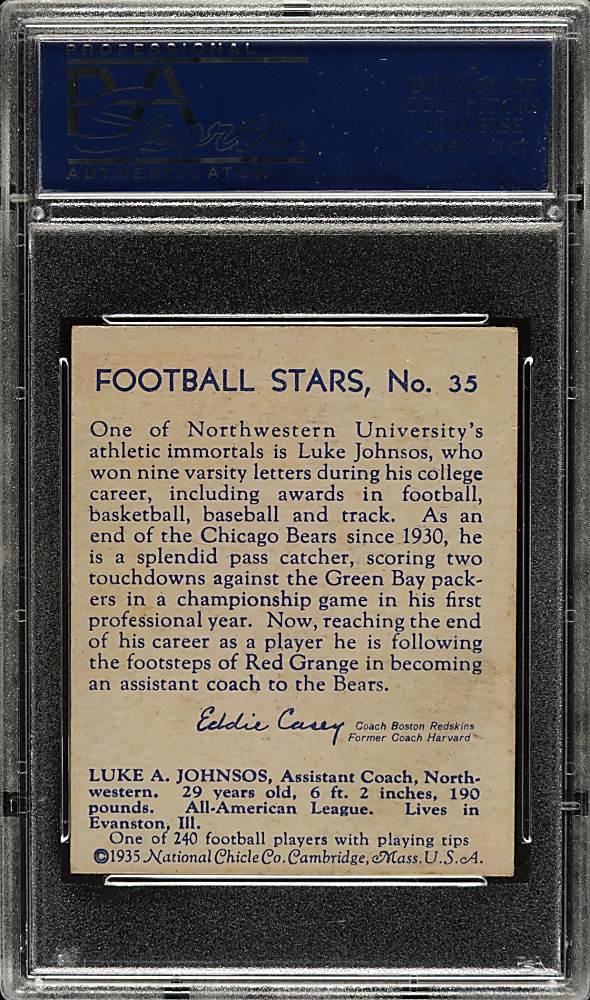 PROFESSIONAL
PSA
Sports
AUTHENTICATOR
A
DIVISION OF
COLLECTORS
UNIVERSE
NASDAQ: CLCT
FOOTBALL STARS, No. 35
One of Northwestern University's
athletic immortals is Luke Johnsos, who
won nine varsity letters during his college
career, including awards in football,
basketball, baseball and track. As an
end of the Chicago Bears since 1930, he
is a splendid pass catcher, scoring two
touchdowns against the Green Bay pack-
ers in a championship game in his first
professional year. Now, reaching the end
of his career as a player he is following
the footsteps of Red Grange in becoming
an assistant coach to the Bears.
Eddie Casey Coach Boston Redskins
Former Coach Harvard
LUKE A. JOHNSOS, Assistant Coach, North-
western. 29 years old, 6 ft. 2 inches, 190
pounds. All-American League. Lives in
Evanston, Ill.
One of 240 football players with playing tips
©1935 National Chicle Co. Cambridge, Mass. U.S.A.
PSA